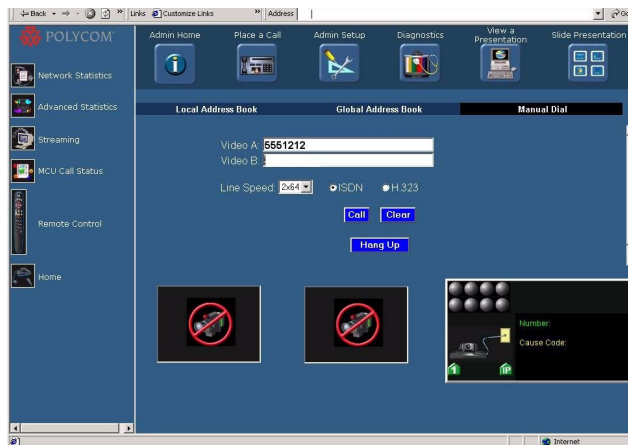 Back
Links
Customize Links
Address
Go
POLYCOM
Admin Home
Place a Call
Admin Setup
Diagnostics
View a
Presentation
Slide Presentation
Network Statistics
Advanced Statistics
Streaming
MCU Call Status
Remote Control
Home
Local Address Book
Global Address Book
Manual Dial
Video A: 5551212
Video B:
Line Speed: 2x64 ISDN H.323
Call Clear
Hang Up
Number:
Cause Code:
1 IP
Internet